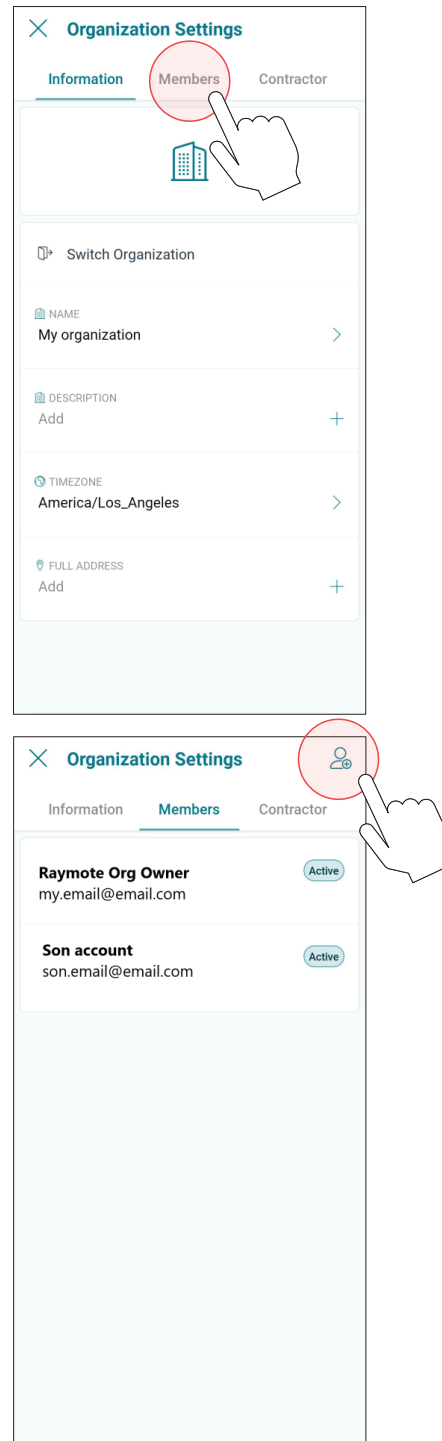 Organization Settings
Information Members Contractor
Switch Organization
NAME
My organization
DESCRIPTION
Add
TIMEZONE
America/Los_Angeles
FULL ADDRESS
Add
Organization Settings
Information Members Contractor
Raymote Org Owner Active
my.email@email.com
Son account Active
son.email@email.com